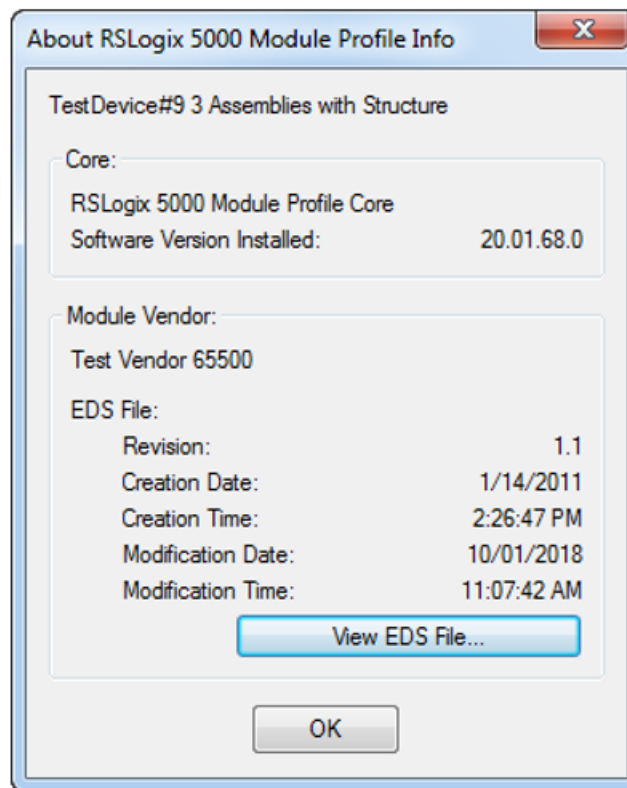 About RSLogix 5000 Module Profile Info
TestDevice#9 3 Assemblies with Structure
Core:
RSLogix 5000 Module Profile Core
Software Version Installed: 20.01.68.0
Module Vendor:
Test Vendor 65500
EDS File:
Revision: 1.1
Creation Date: 1/14/2011
Creation Time: 2:26:47 PM
Modification Date: 10/01/2018
Modification Time: 11:07:42 AM
View EDS File...
OK